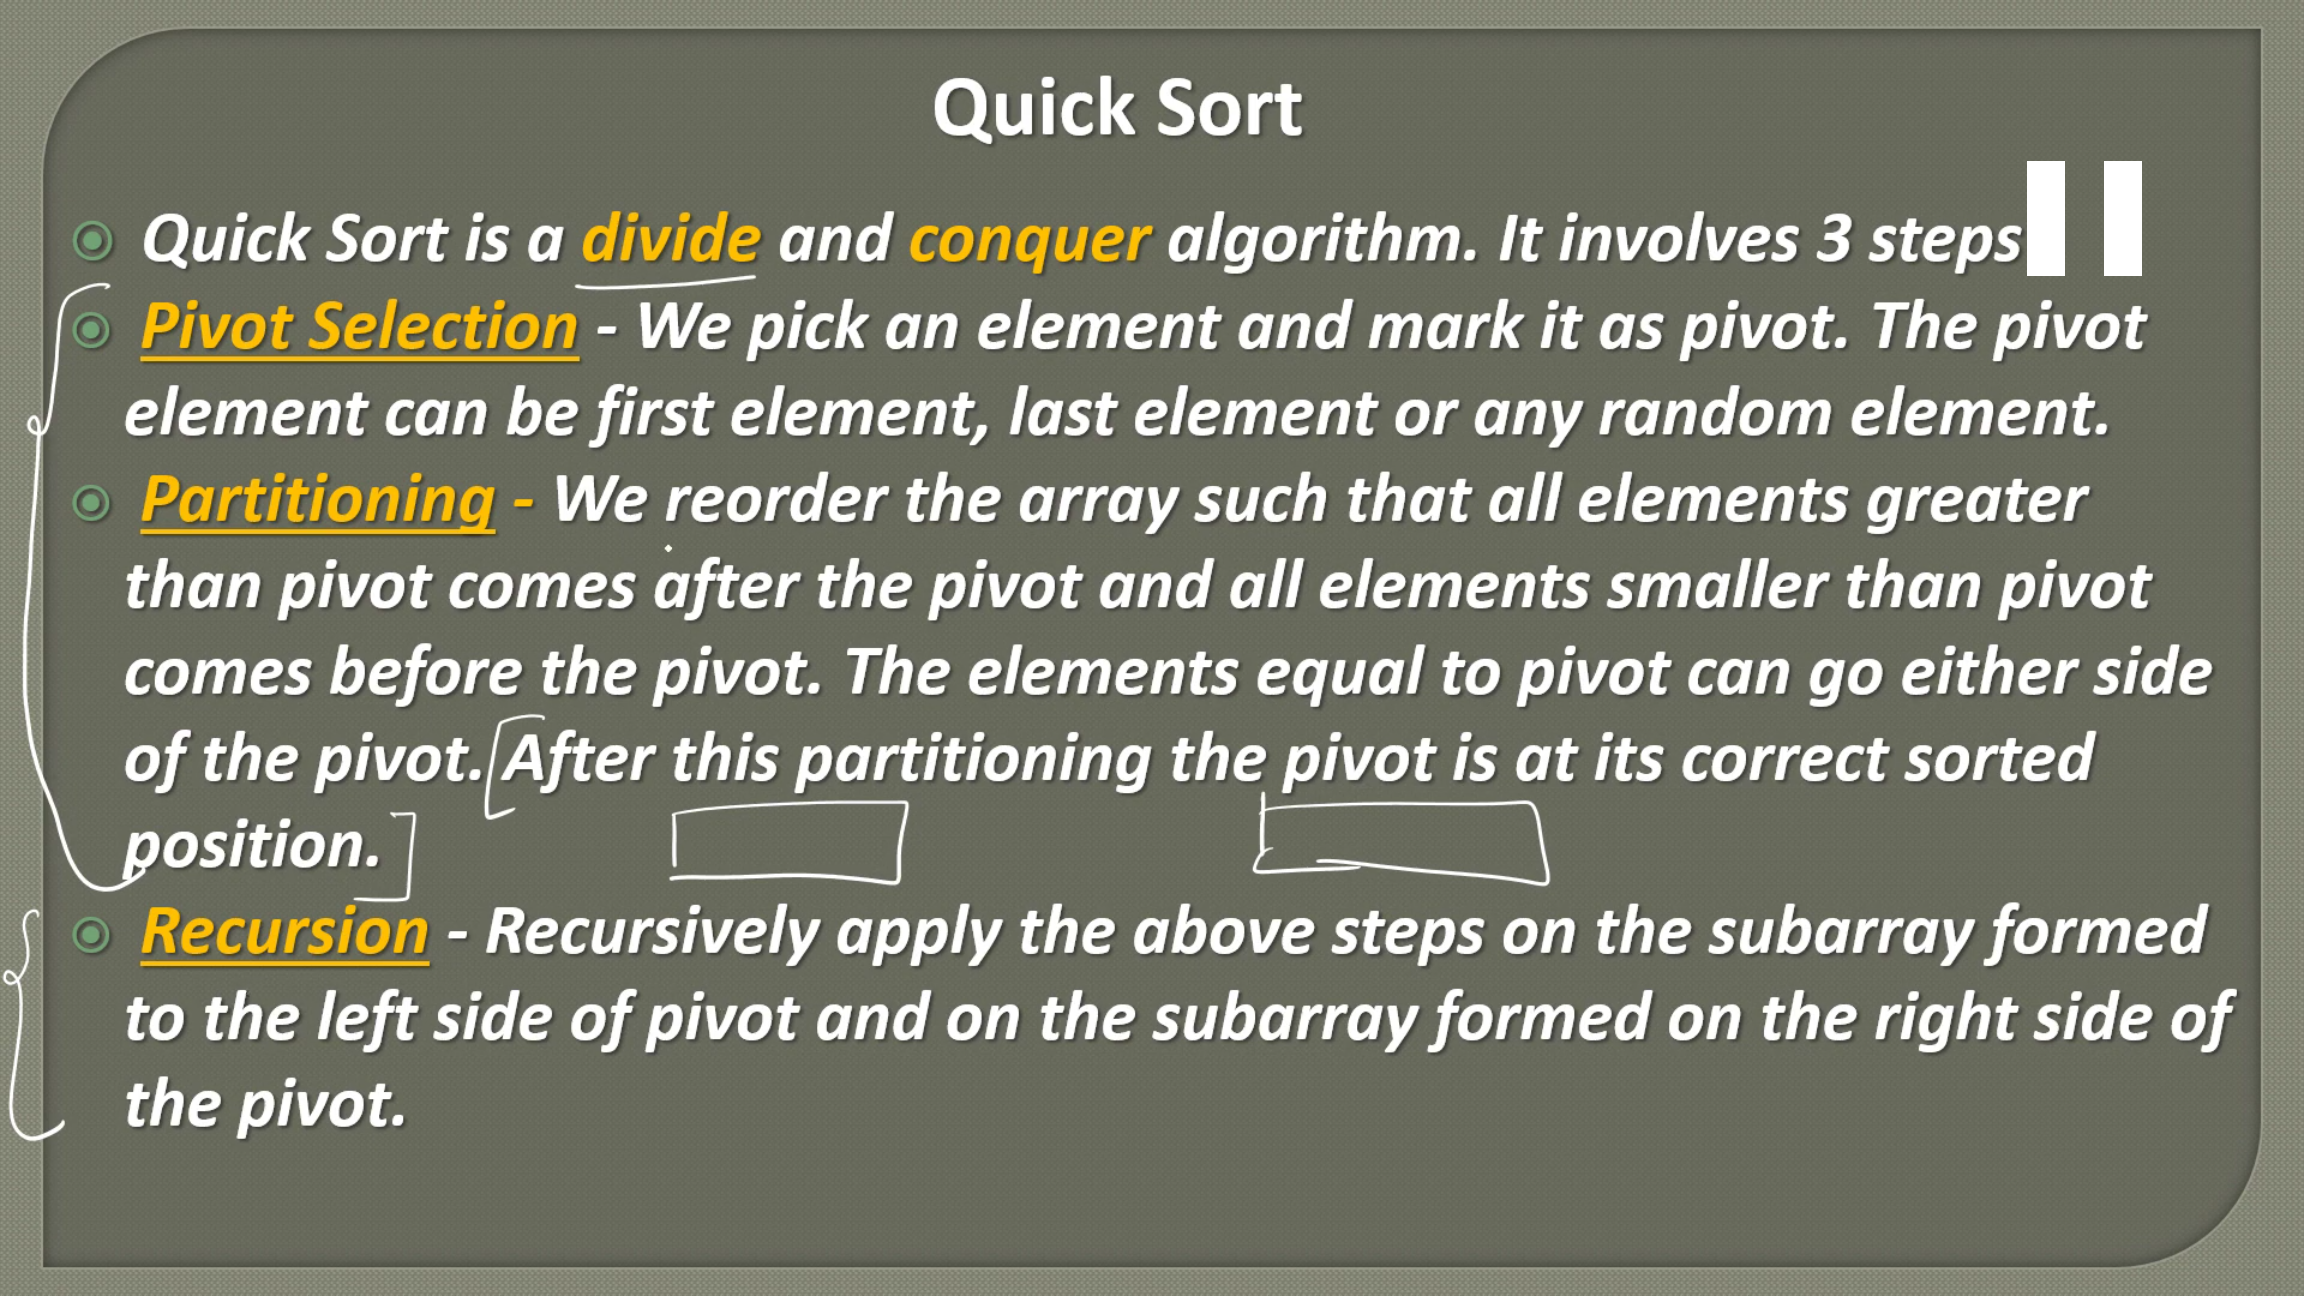 Quick Sort
Quick Sort is a divide and conquer algorithm. It involves 3 steps
Pivot Selection - We pick an element and mark it as pivot. The pivot
element can be first element, last element or any random element.
Partitioning - We reorder the array such that all elements greater
than pivot comes after the pivot and all elements smaller than pivot
comes before the pivot. The elements equal to pivot can go either side
of the pivot. After this partitioning the pivot is at its correct sorted
position.
Recursion - Recursively apply the above steps on the subarray formed
to the left side of pivot and on the subarray formed on the right side of
the pivot.